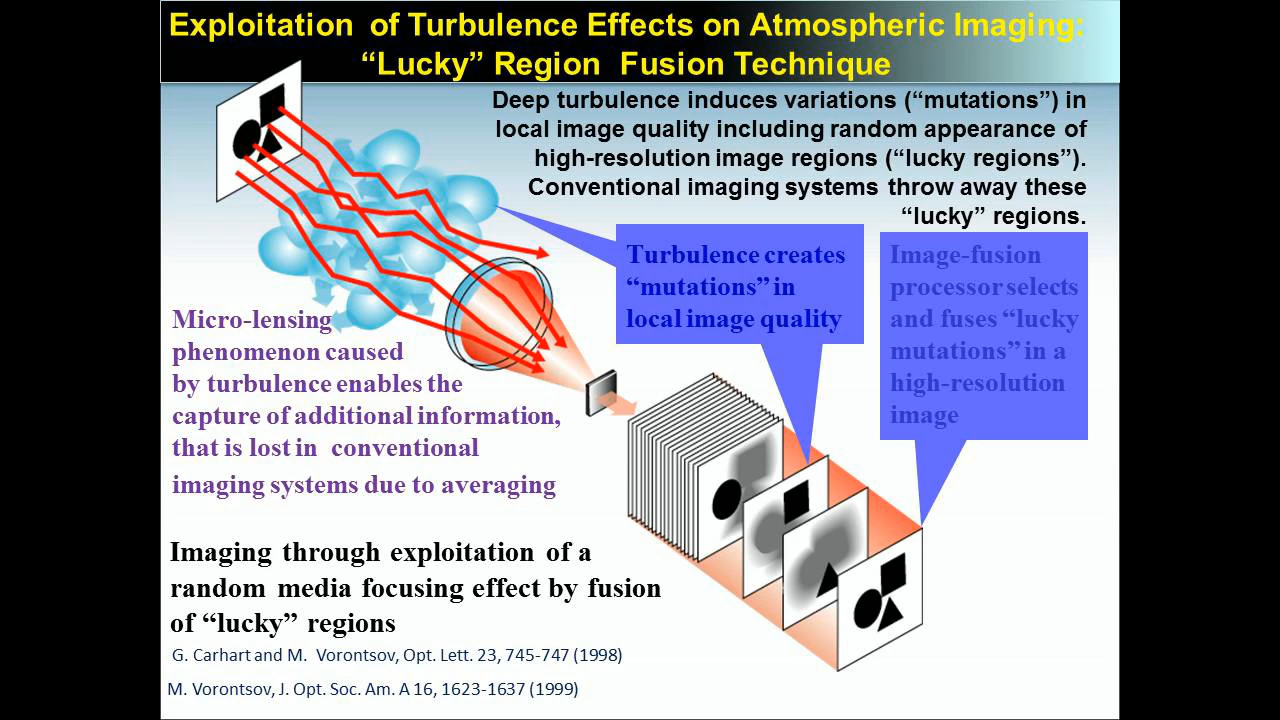 Exploitation of Turbulence Effects on Atmospheric Imaging:
“Lucky” Region Fusion Technique
Deep turbulence induces variations (“mutations”) in
local image quality including random appearance of
high-resolution image regions (“lucky regions”).
Conventional imaging systems throw away these
“lucky” regions.
Turbulence creates
“mutations” in
local image quality
Image-fusion
processor selects
and fuses “lucky
mutations” in a
high-resolution
image
Micro-lensing
phenomenon caused
by turbulence enables the
capture of additional information,
that is lost in conventional
imaging systems due to averaging
Imaging through exploitation of a
random media focusing effect by fusion
of “lucky” regions
G. Carhart and M. Vorontsov, Opt. Lett. 23, 745-747 (1998)
M. Vorontsov, J. Opt. Soc. Am. A 16, 1623-1637 (1999)